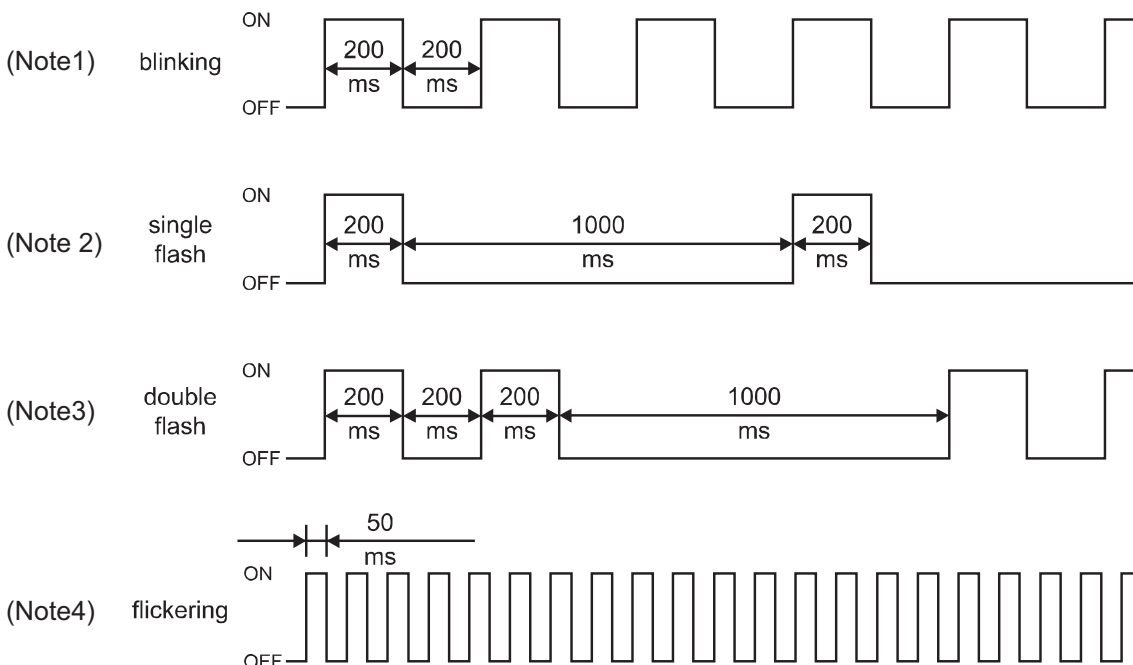 ON
(Note1) blinking 200 200
ms ms
OFF
ON
(Note 2) single flash 200 1000 200
ms ms ms
OFF
ON
(Note3) double flash 200 200 200 1000
ms ms ms ms
OFF
50
ms
ON
(Note4) flickering
OFF